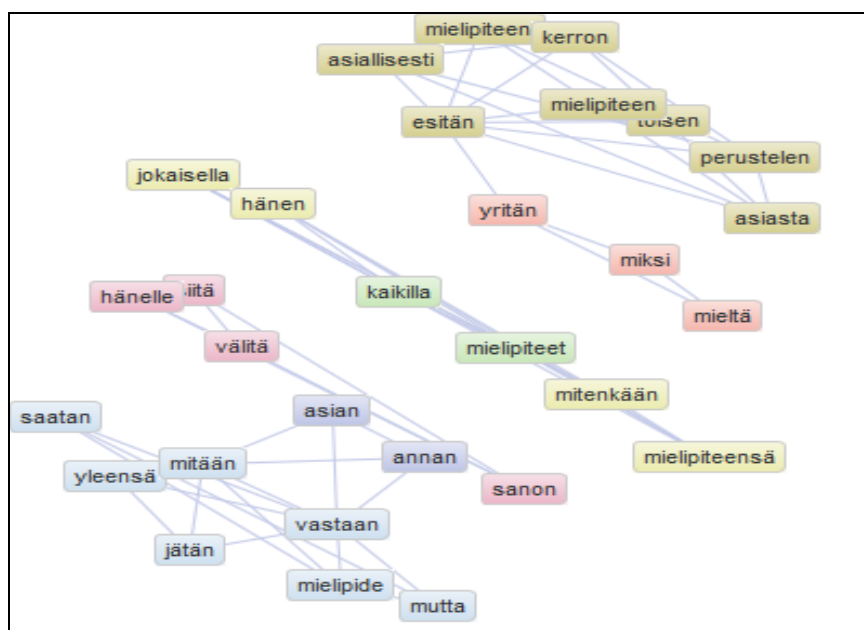 mielipiteen
kerron
asiallisesti
mielipiteen
esitän
toisen
perustelen
jokaisella
hänen
yritän
asiasta
miksi
hänelle
kaikilla
mieltä
välitä
mielipiteet
mitenkään
saatan
asian
mielipiteensä
mitään
annan
yleensä
sanon
vastaan
jätän
mielipide
mutta